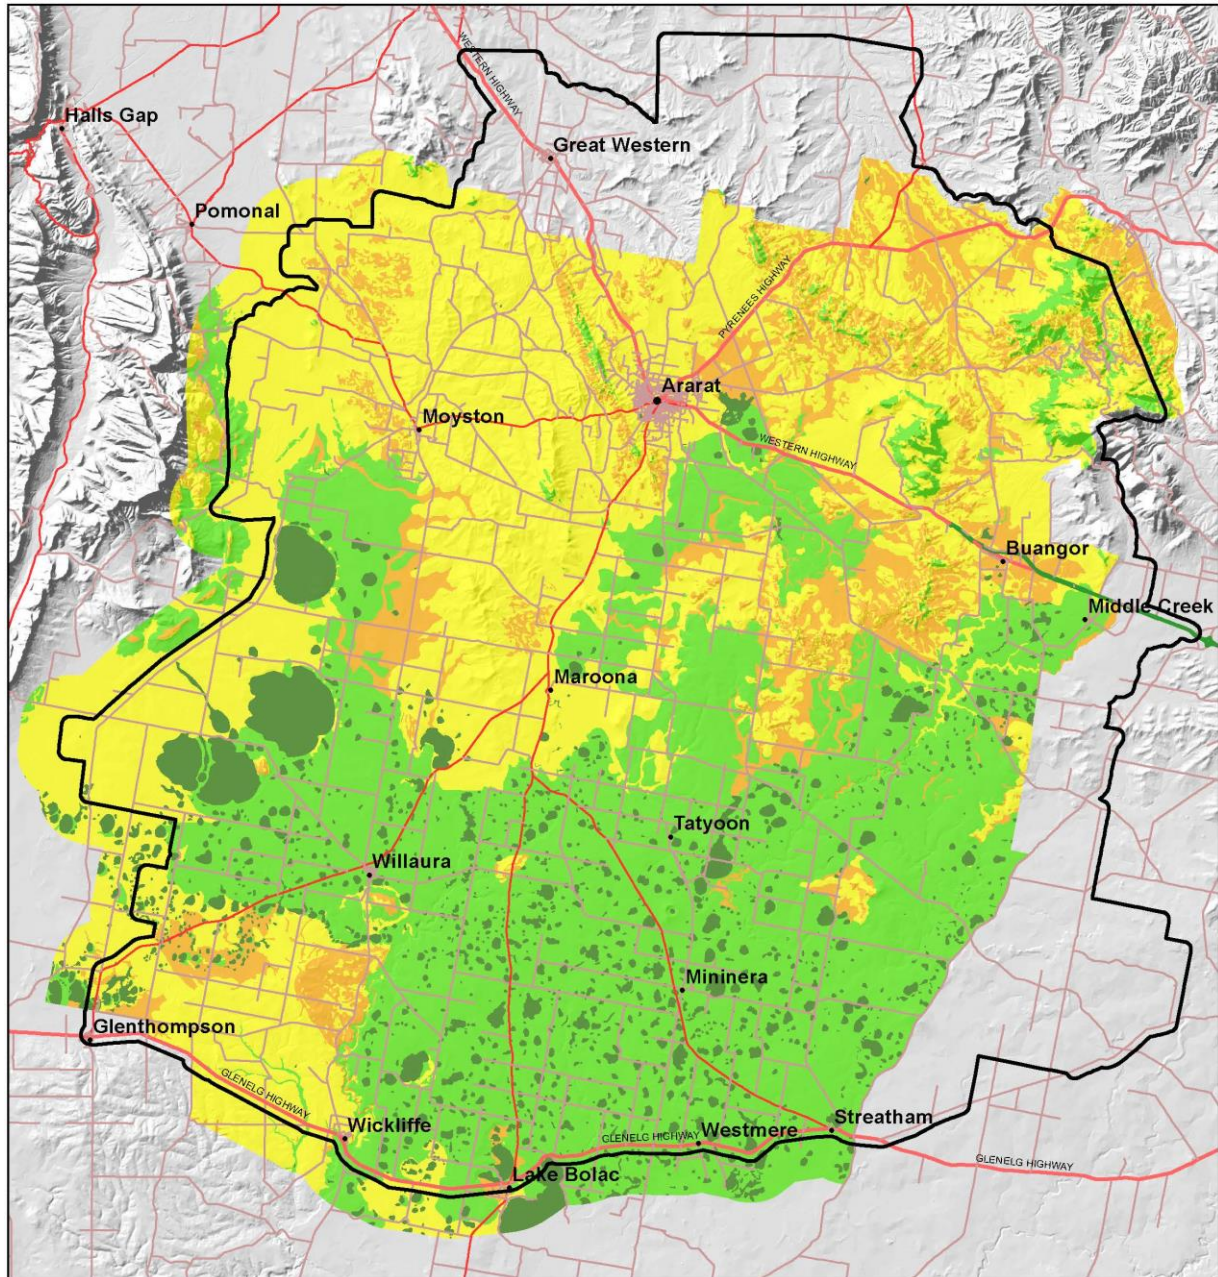 WESTERN HIGHWAY
Halls Gap
Great Western
Pomonal
PYRENEES HIGHWAY
Ararat
Moyston
WESTERN HIGHWAY
Buangor
Middle Creek
Maroona
Tatyoon
Willaura
Mininera
Glenthompson
GLENELG HIGHWAY
Wickliffe
Streatham
Westmere
GLENELG HIGHWAY
GLENELG HIGHWAY
Lake Bolac